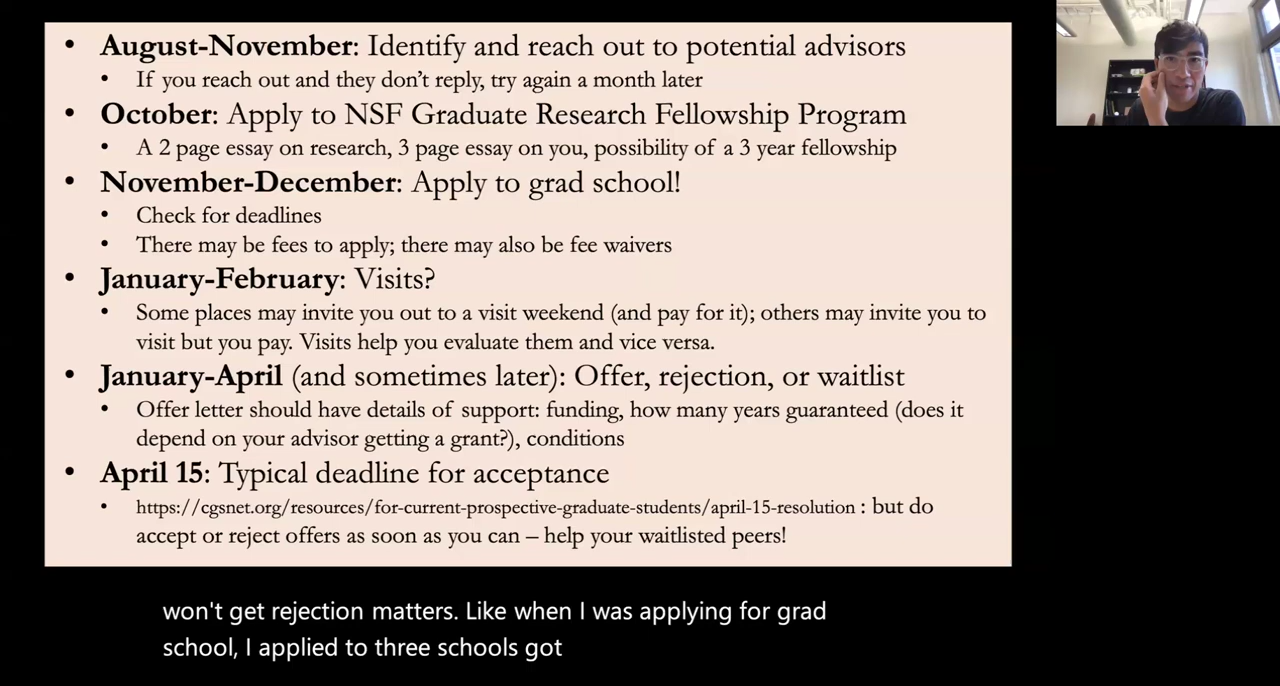 • August-November: Identify and reach out to potential advisors
• If you reach out and they don't reply, try again a month later
• October: Apply to NSF Graduate Research Fellowship Program
• A 2 page essay on research, 3 page essay on you, possibility of a 3 year fellowship
• November-December: Apply to grad school!
• Check for deadlines
• There may be fees to apply; there may also be fee waivers
• January-February: Visits?
• Some places may invite you out to a visit weekend (and pay for it); others may invite you to
visit but you pay. Visits help you evaluate them and vice versa.
• January-April (and sometimes later): Offer, rejection, or waitlist
• Offer letter should have details of support: funding, how many years guaranteed (does it
depend on your advisor getting a grant?), conditions
• April 15: Typical deadline for acceptance
• https://cgsnet.org/resources/for-current-prospective-graduate-students/april-15-resolution : but do
accept or reject offers as soon as you can – help your waitlisted peers!
won't get rejection matters. Like when I was applying for grad
school, I applied to three schools got